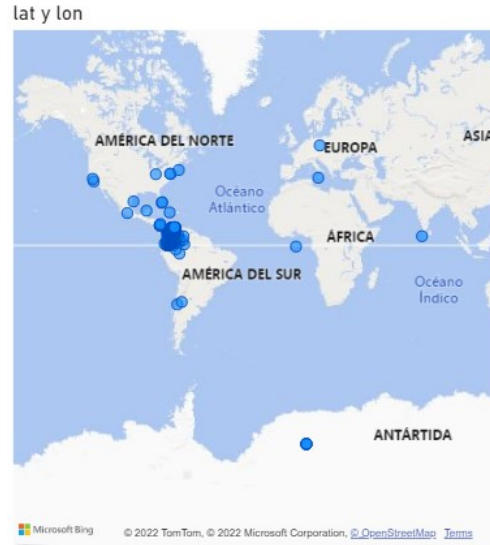 lat y lon
AMÉRICA DEL NORTE
EUROPA
ASIA
Océano
Atlántico
ÁFRICA
AMÉRICA DEL SUR
Océano
Índico
ANTÁRTIDA
Microsoft Bing
© 2022 TomTom, © 2022 Microsoft Corporation, © OpenStreetMap Terms